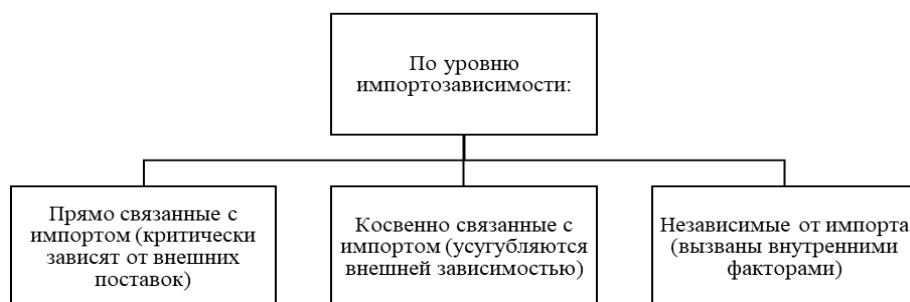 По уровню
импортозависимости:
Прямо связанные с
импортом (критически
зависят от внешних
поставок)
Косвенно связанные с
импортом (усугубляются
внешней зависимостью)
Независимые от импорта
(вызваны внутренними
факторами)